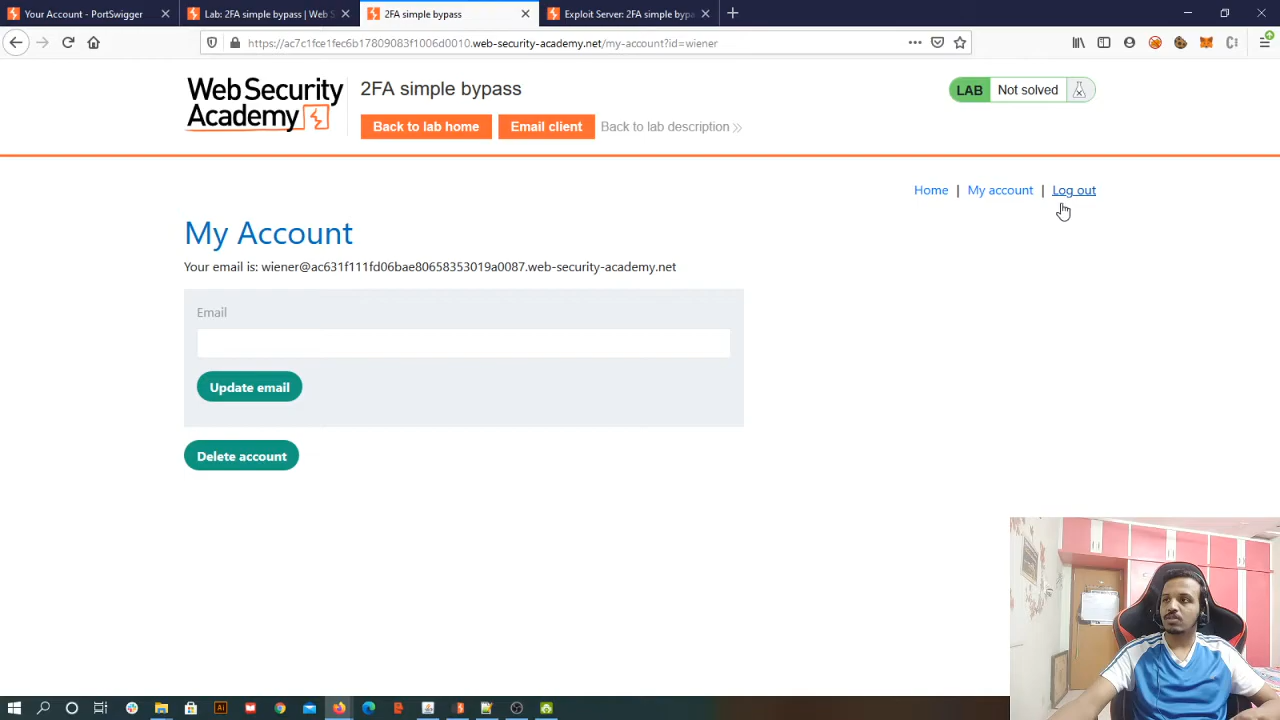 Your Account - PortSwigger
Lab: 2FA simple bypass | Web S
2FA simple bypass
Exploit Server: 2FA simple bypa
https://ac7c1fce1fec6b17809083f1006d0010.web-security-academy.net/my-account?id=wiener
Web Security
Academy
2FA simple bypass
LAB Not solved
Back to lab home
Email client
Back to lab description
Home | My account | Log out
My Account
Your email is: wiener@ac631f111fd06bae80658353019a0087.web-security-academy.net
Email
Update email
Delete account